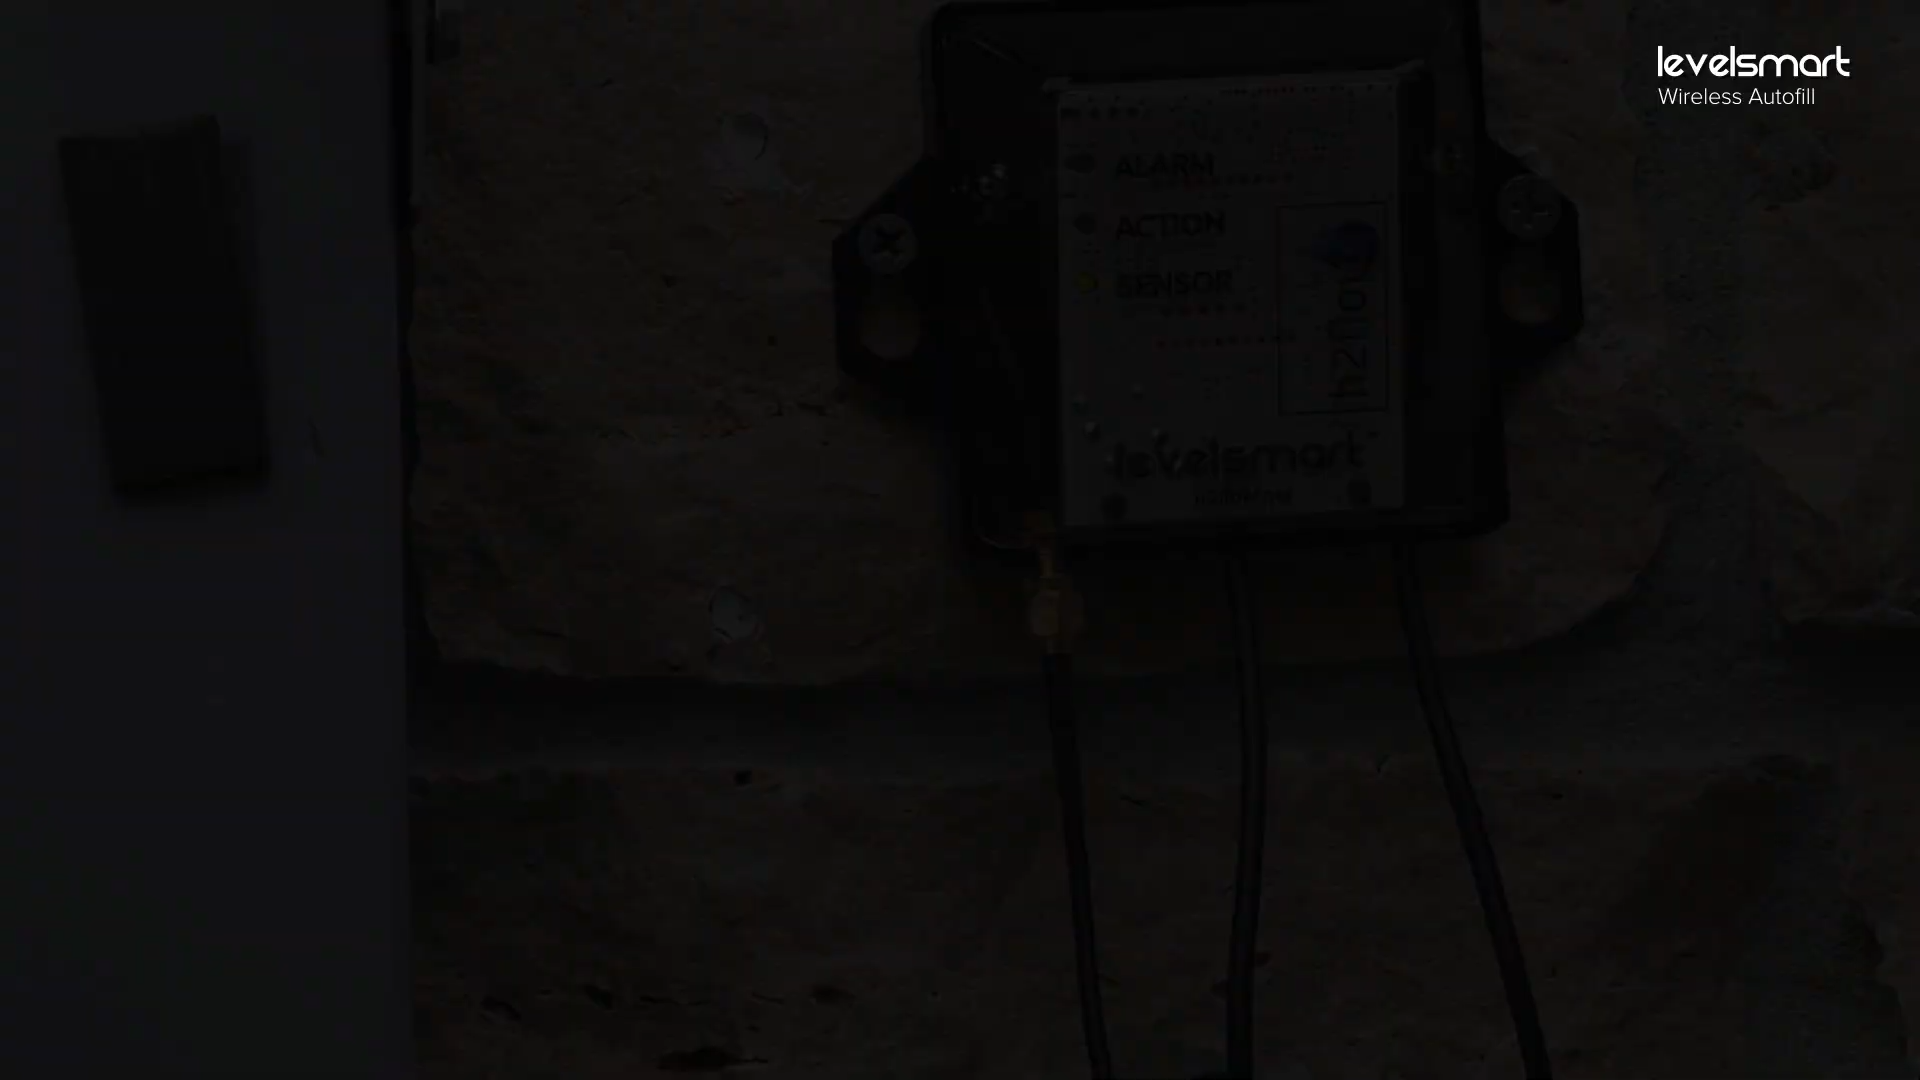 levelsmart
Wireless Autofill
ALARM
ACTION
SENSOR
h2flow
levelsmart